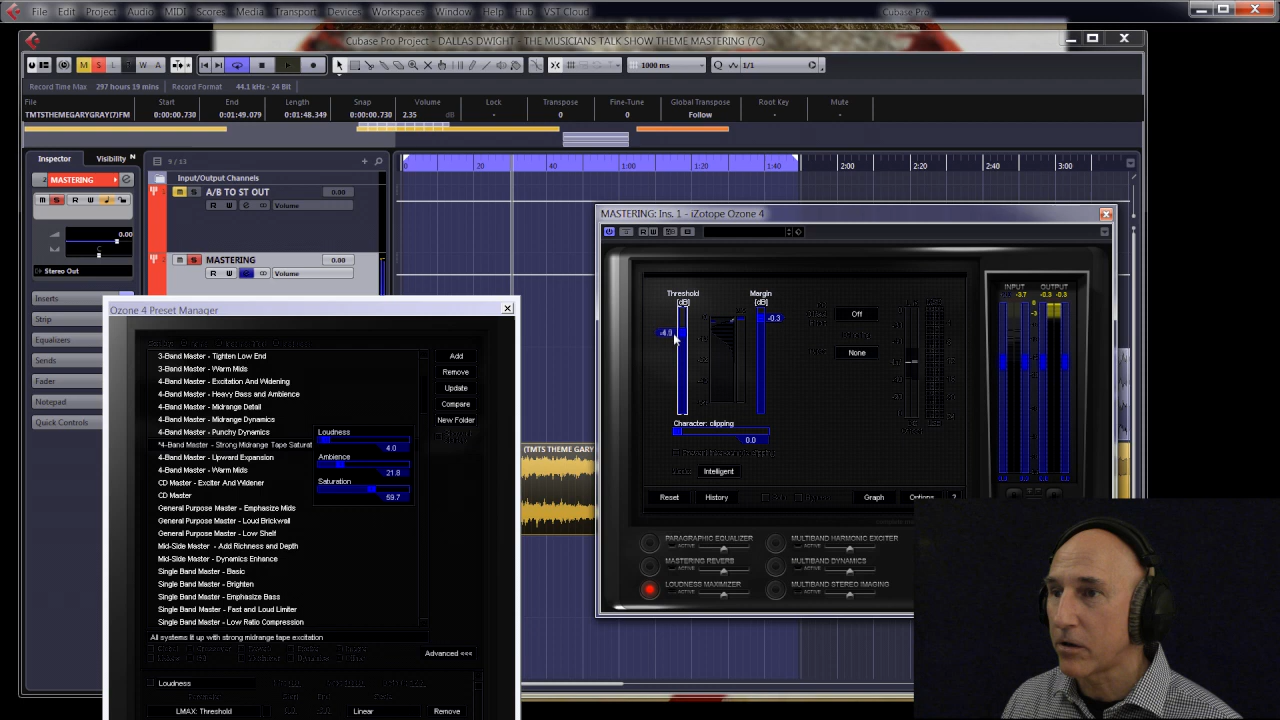 File Edit Project Audio MIDI Scores Media Transport Devices Workspaces Window Help Hub VST Cloud Cubase Pro
Cubase Pro Project - DALLAS DWIGHT - THE MUSICIANS TALK SHOW THEME MASTERING (7C)
M S L R W A 1000 ms Q 1/1
Record Time Max 297 hours 19 mins Record Format 44.1 kHz - 24 Bit
File Start End Length Snap Volume Lock Transpose Fine-Tune Global Transpose Root Key Mute
TMTSTHEMEGARYGRAY(7)FM 0:00:00.730 0:01:49.079 0:01:48.349 0:00:00.730 2.35 dB - 0 0 Follow - -
Inspector Visibility N 9 / 13
0 20 40 1:00 1:20 1:40 2:00 2:20 2:40 3:00
Input/Output Channels
2 MASTERING
M S A/B TO ST OUT 0.00
M S R W
R W Volume
MASTERING: Ins. 1 - iZotope Ozone 4
R W
0.00
C
M S MASTERING 0.00
Stereo Out
R W Volume
Inserts
Strip
Equalizers
Sends
Fader
Notepad
Quick Controls
Threshold Margin
[dB] [dB]
-4.9
-0.3
Off
None
Character: clipping
0.0
Intelligent
Reset History Graph Options ?
INPUT OUTPUT
-3.7 -0.3 -0.3
PARAGRAPHIC EQUALIZER
ACTIVE
MULTIBAND HARMONIC EXCITER
ACTIVE
MASTERING REVERB
ACTIVE
MULTIBAND DYNAMICS
ACTIVE
LOUDNESS MAXIMIZER
ACTIVE
MULTIBAND STEREO IMAGING
ACTIVE
(TMTS THEME GARY
Ozone 4 Preset Manager
3-Band Master - Tighten Low End
3-Band Master - Warm Mids
4-Band Master - Excitation And Widening
4-Band Master - Heavy Bass and Ambience
4-Band Master - Midrange Detail
4-Band Master - Midrange Dynamics
4-Band Master - Punchy Dynamics
*4-Band Master - Strong Midrange Tape Saturat
4-Band Master - Upward Expansion
4-Band Master - Warm Mids
CD Master - Exciter And Widener
CD Master
General Purpose Master - Emphasize Mids
General Purpose Master - Loud Brickwall
General Purpose Master - Low Shelf
Mid-Side Master - Add Richness and Depth
Mid-Side Master - Dynamics Enhance
Single Band Master - Basic
Single Band Master - Brighten
Single Band Master - Emphasize Bass
Single Band Master - Fast and Loud Limiter
Single Band Master - Low Ratio Compression
Loudness
4.0
Ambience
21.8
Saturation
59.7
Add
Remove
Update
Compare
New Folder
All systems fit up with strong midrange tape excitation
Advanced <<<
Loudness
LMAX: Threshold Linear Remove